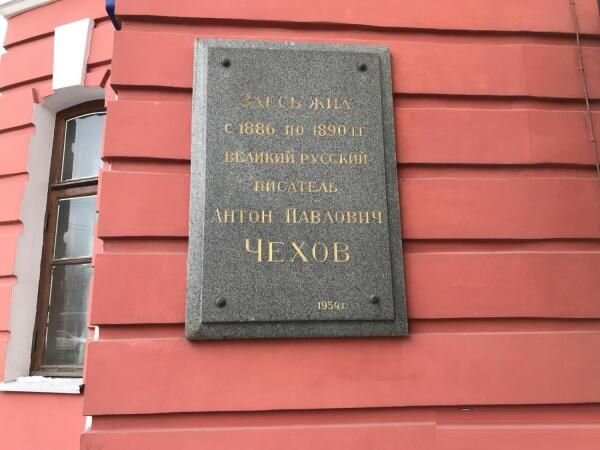 ЗДЕСЬ ЖИЛ
С 1886 ПО 1890 ГГ
ВЕЛИКИЙ РУССКИЙ
ПИСАТЕЛЬ
АНТОН ПАВЛОВИЧ
ЧЕХОВ
1954 г.